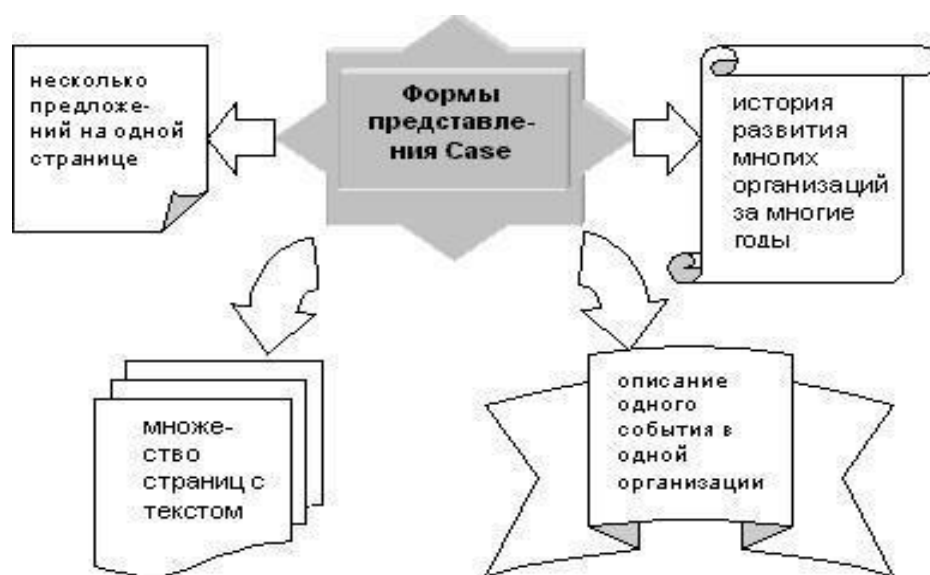 Формы
представле-
ния Case
несколько
предложе-
ний на одной
странице
история
развития
многих
организаций
за многие
годы
множе-
ство
страниц с
текстом
описание
одного
события в
одной
организации